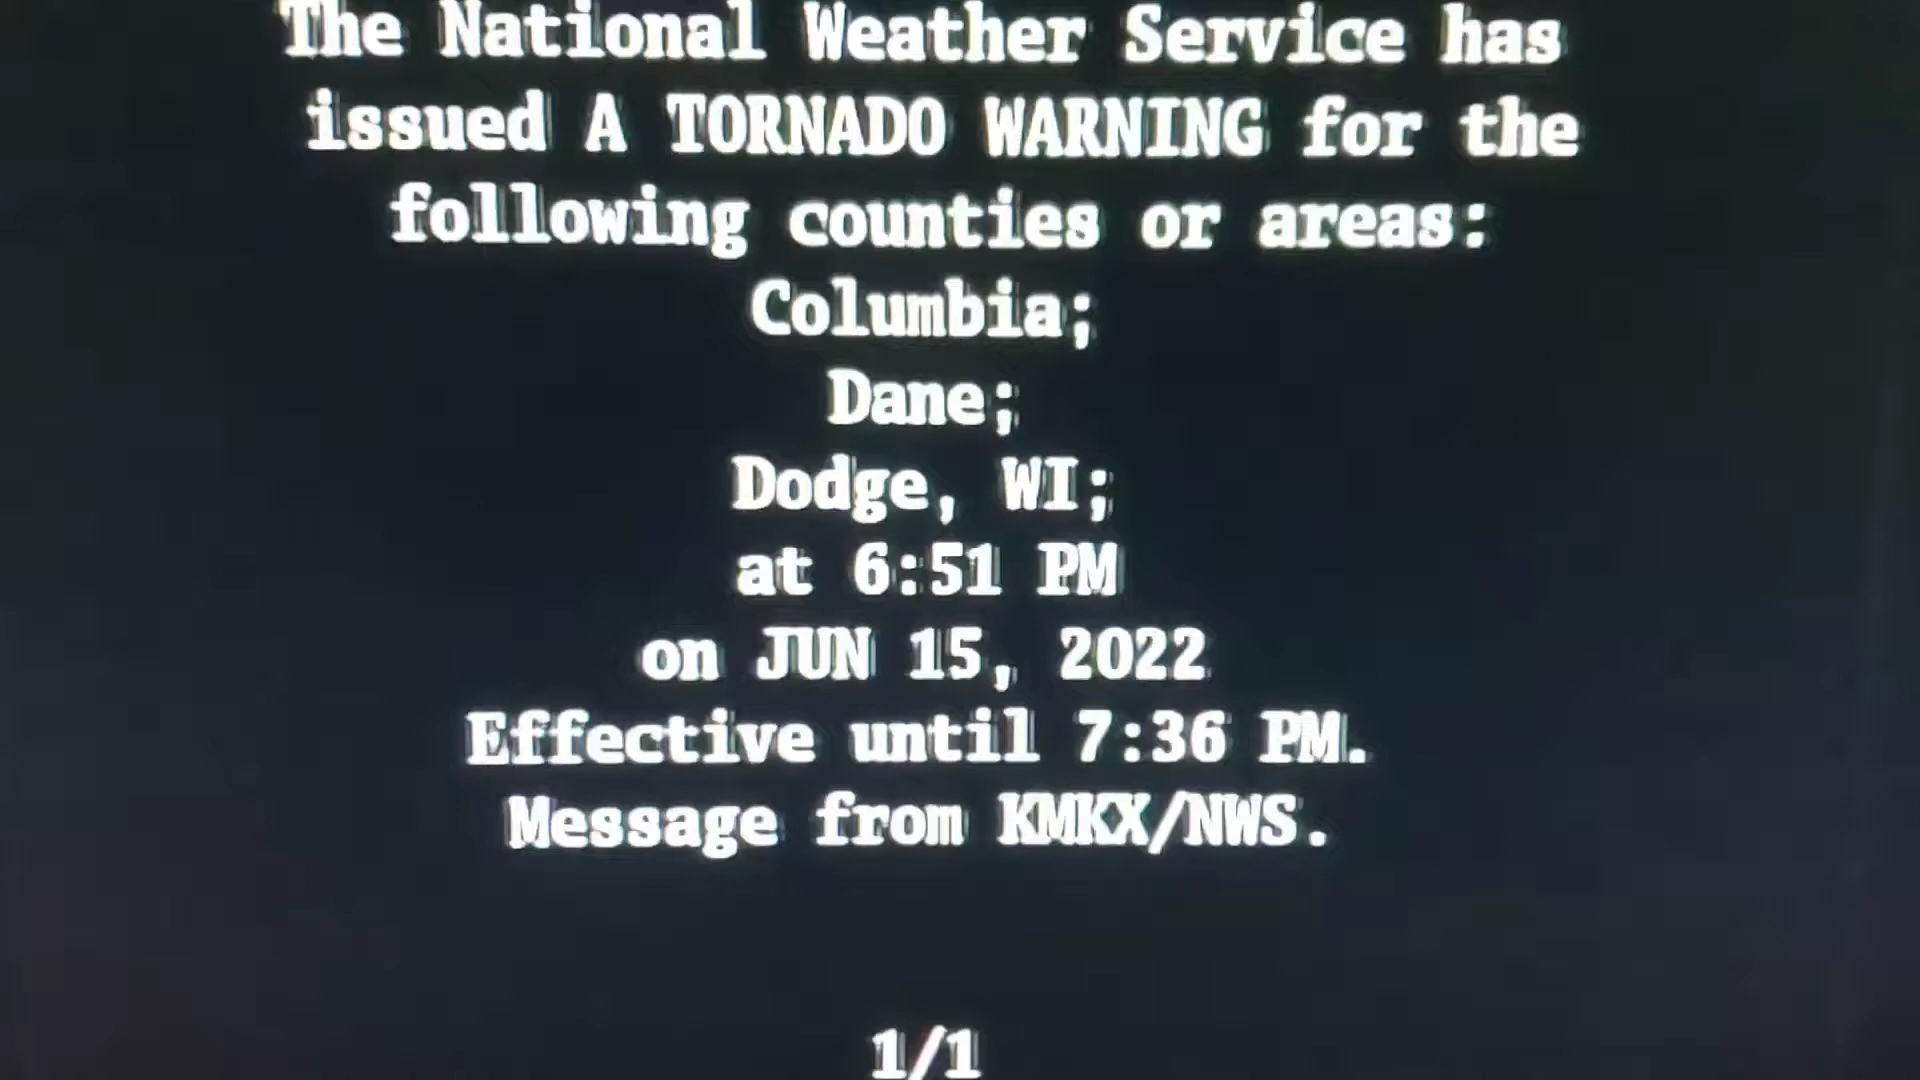 The National Weather Service has
issued A TORNADO WARNING for the
following counties or areas:
Columbia;
Dane;
Dodge, WI;
at 6:51 PM
on JUN 15, 2022
Effective until 7:36 PM.
Message from KMKX/NWS.
1/1